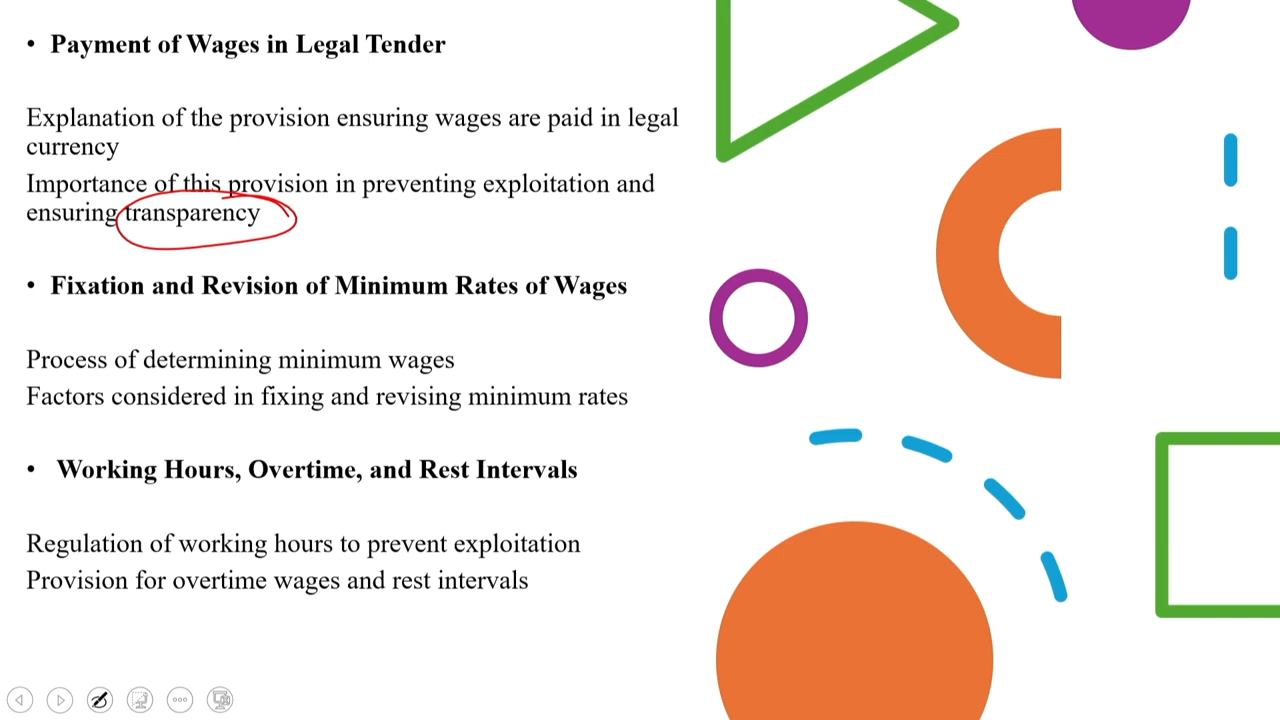 • Payment of Wages in Legal Tender
Explanation of the provision ensuring wages are paid in legal
currency
Importance of this provision in preventing exploitation and
ensuring transparency
• Fixation and Revision of Minimum Rates of Wages
Process of determining minimum wages
Factors considered in fixing and revising minimum rates
• Working Hours, Overtime, and Rest Intervals
Regulation of working hours to prevent exploitation
Provision for overtime wages and rest intervals